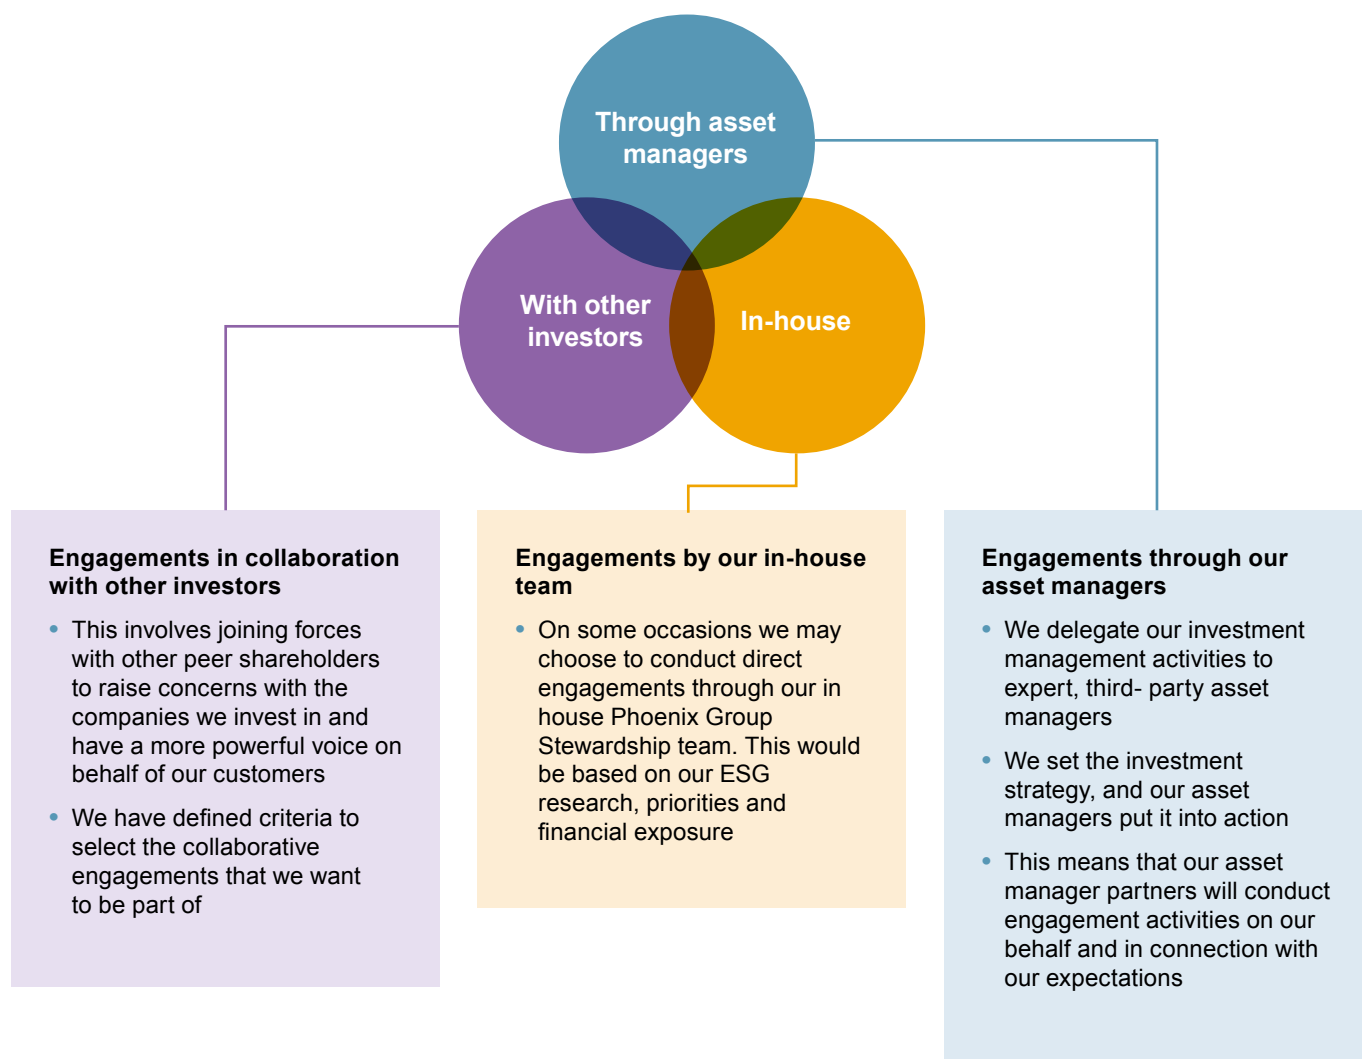 Through asset
managers
With other
investors
In-house
Engagements in collaboration
with other investors
• This involves joining forces
with other peer shareholders
to raise concerns with the
companies we invest in and
have a more powerful voice on
behalf of our customers
• We have defined criteria to
select the collaborative
engagements that we want
to be part of
Engagements by our in-house
team
• On some occasions we may
choose to conduct direct
engagements through our in
house Phoenix Group
Stewardship team. This would
be based on our ESG
research, priorities and
financial exposure
Engagements through our
asset managers
• We delegate our investment
management activities to
expert, third- party asset
managers
• We set the investment
strategy, and our asset
managers put it into action
• This means that our asset
manager partners will conduct
engagement activities on our
behalf and in connection with
our expectations